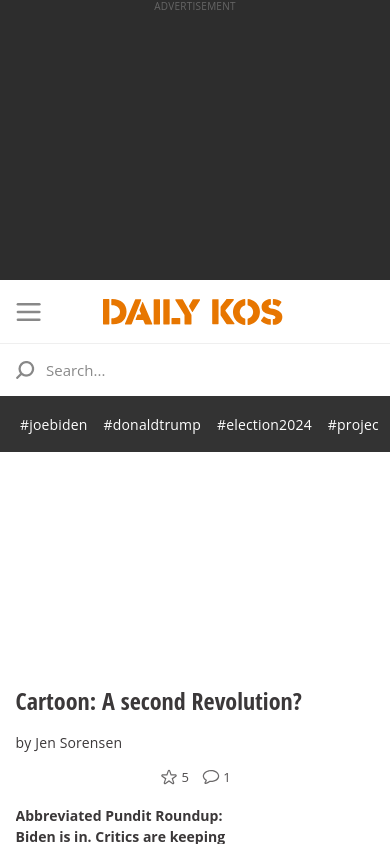 ADVERTISEMENT
DAILY KOS
Search...
#joebiden #donaldtrump #election2024 #projec
Cartoon: A second Revolution?
by Jen Sorensen
5 1
Abbreviated Pundit Roundup:
Biden is in. Critics are keeping